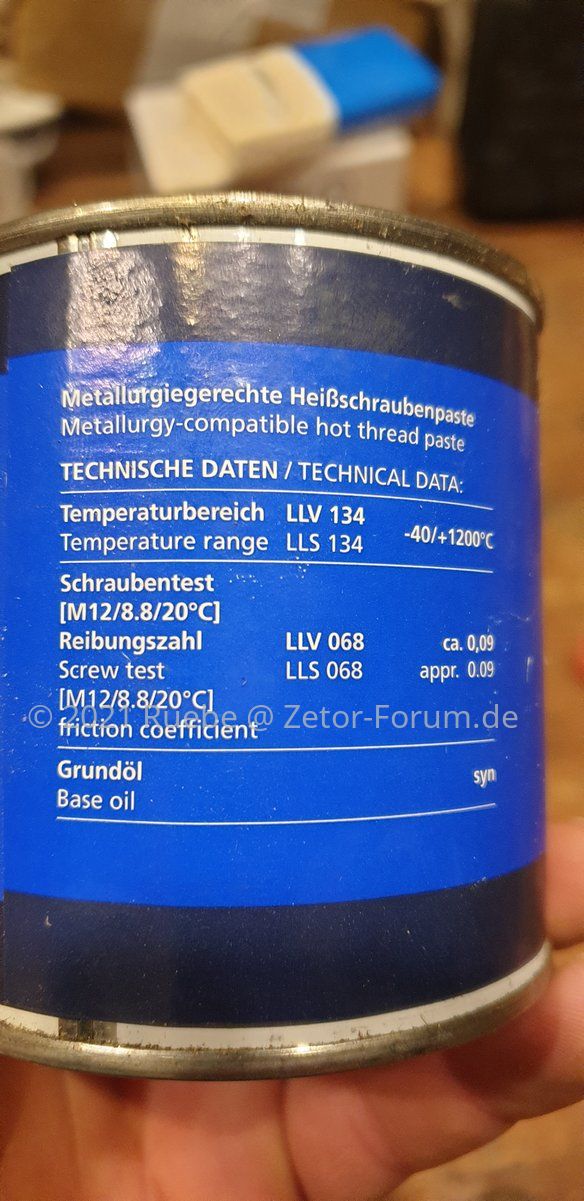 Metallurgiegerechte Heißschraubenpaste
Metallurgy-compatible hot thread paste
TECHNISCHE DATEN / TECHNICAL DATA:
Temperaturbereich LLV 134
Temperature range LLS 134 -40/+1200°C
Schraubentest
[M12/8.8/20°C]
Reibungszahl LLV 068 ca. 0,09
Screw test LLS 068 appr. 0.09
[M12/8.8/20°C]
© 2021 Ruebe @ Zetor-Forum.de
friction coefficient
Grundöl syn
Base oil